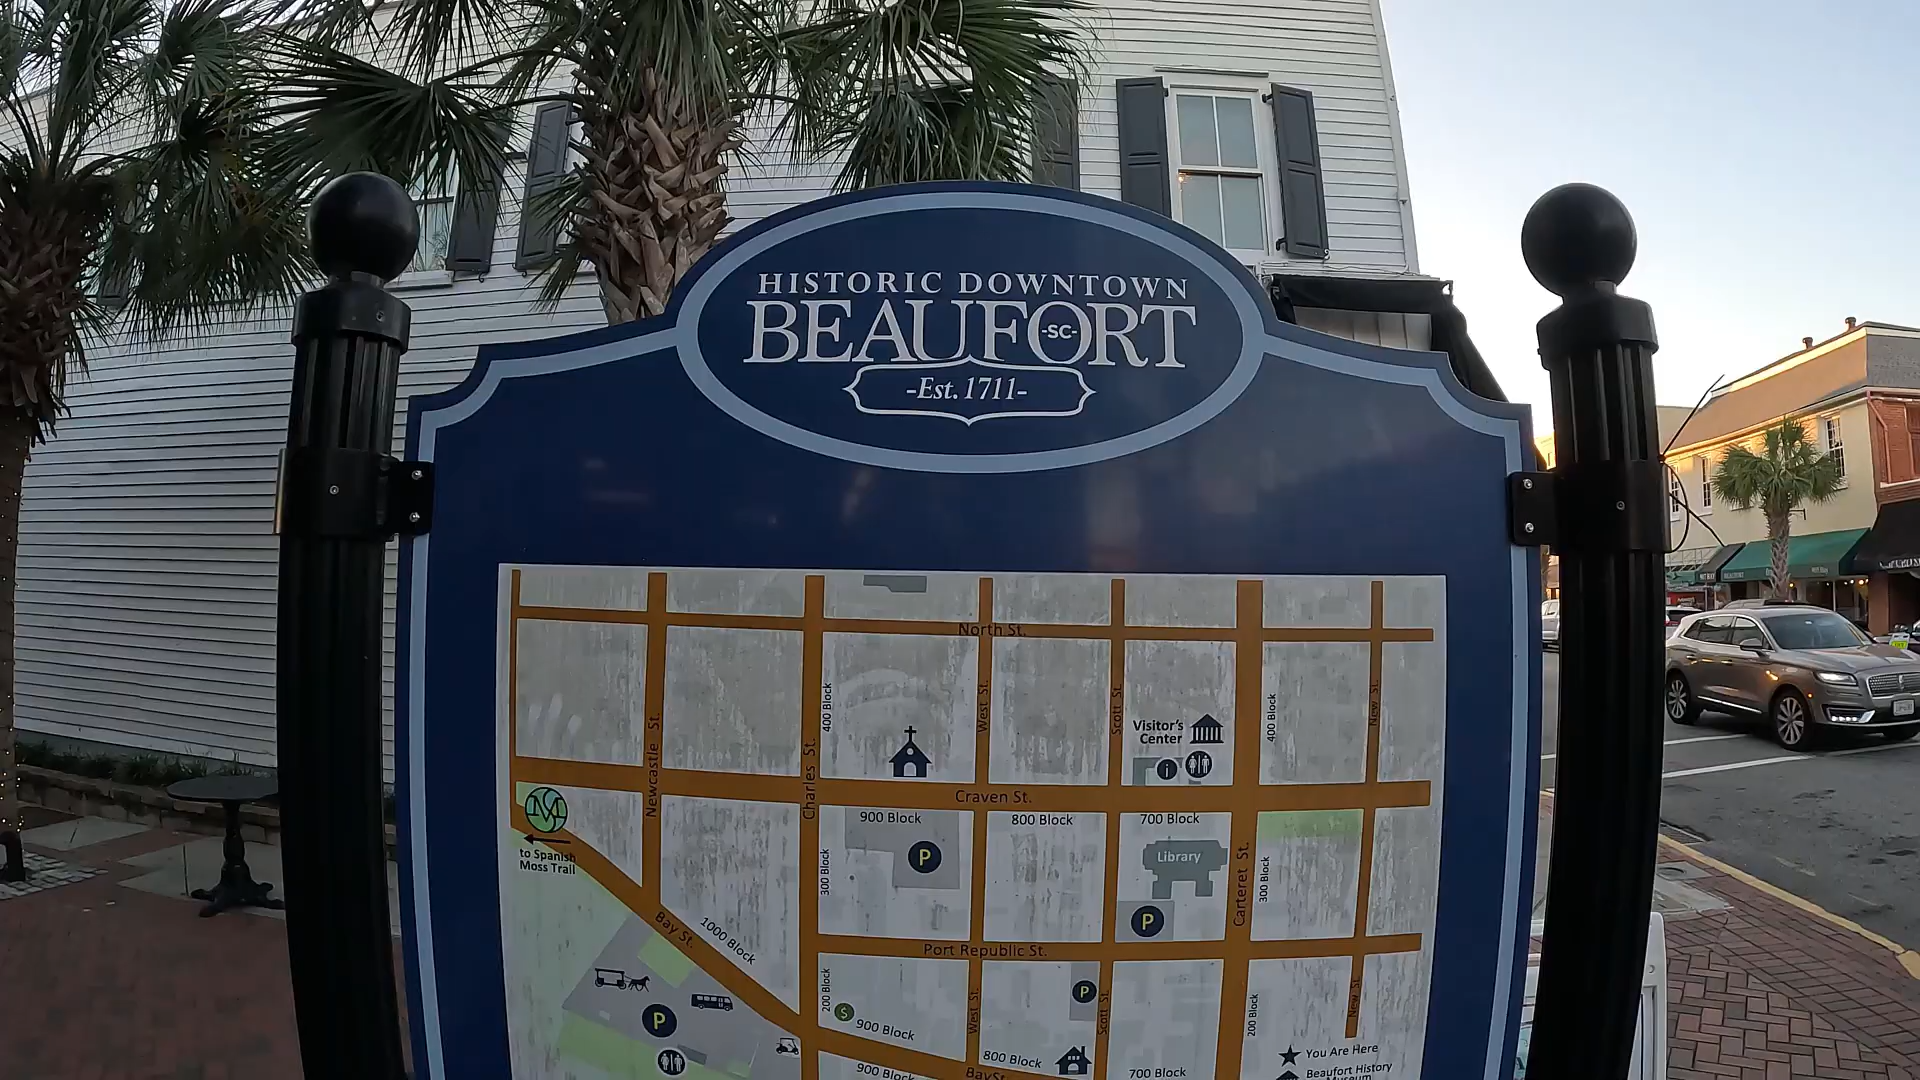 HISTORIC DOWNTOWN
BEAUFORT
-SC-
-Est. 1711-
North St.
400 Block
West St.
Scott St.
Visitor's
Center
i
400 Block
New St.
Newcastle St.
Charles St.
Craven St.
M
to Spanish
Moss Trail
900 Block
800 Block
700 Block
P
Library
300 Block
P
Carteret St.
300 Block
Bay St.
1000 Block
Port Republic St.
200 Block
$
900 Block
West St.
P
Scott St.
200 Block
New St.
P
800 Block
900 Block
Bay St.
700 Block
You Are Here
Beaufort History
Museum